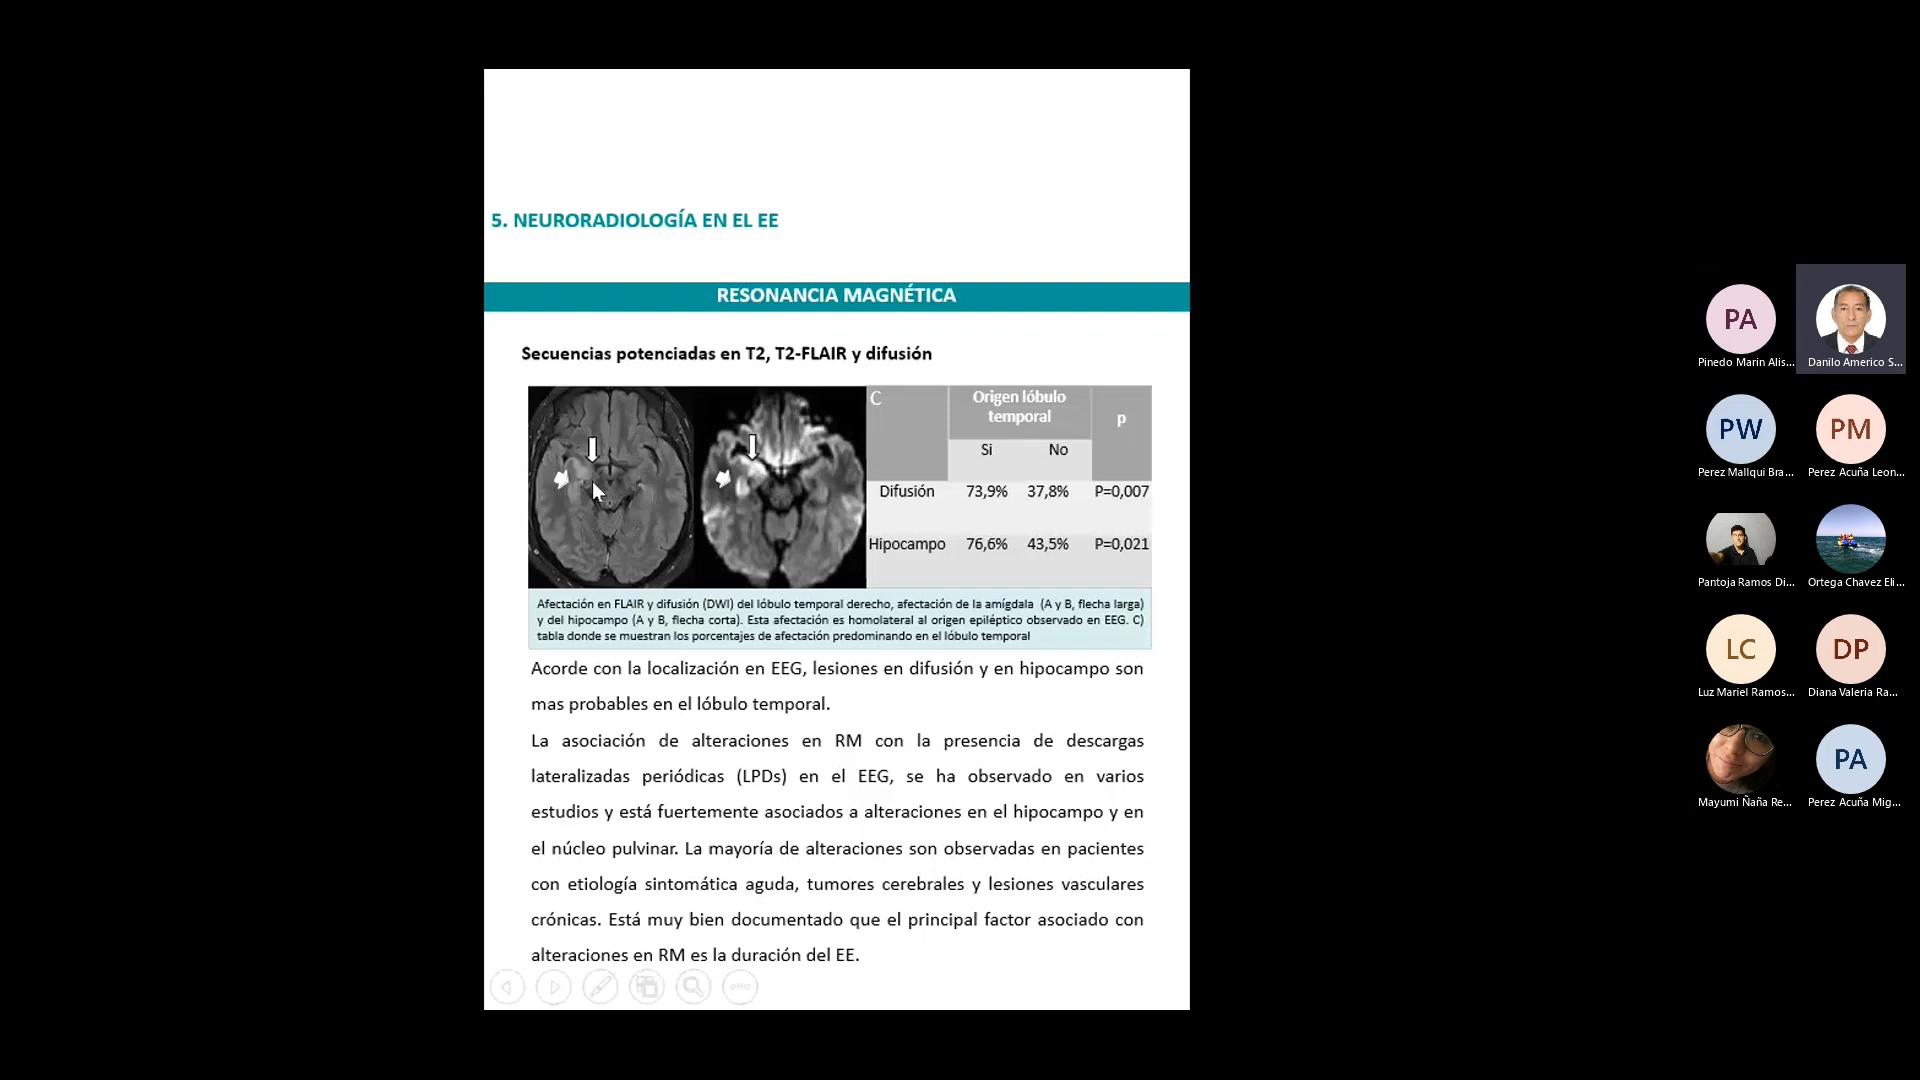 5. NEURORADIOLOGÍA EN EL EE
RESONANCIA MAGNÉTICA
Secuencias potenciadas en T2, T2-FLAIR y difusión
C
Origen lóbulo
temporal
p
Si No
Difusión 73,9% 37,8% P=0,007
Hipocampo 76,6% 43,5% P=0,021
Afectación en FLAIR y difusión (DWI) del lóbulo temporal derecho, afectación de la amígdala (A y B, flecha larga)
y del hipocampo (A y B, flecha corta). Esta afectación es homolateral al origen epiléptico observado en EEG. C)
tabla donde se muestran los porcentajes de afectación predominando en el lóbulo temporal
Acorde con la localización en EEG, lesiones en difusión y en hipocampo son
mas probables en el lóbulo temporal.
La asociación de alteraciones en RM con la presencia de descargas
lateralizadas periódicas (LPDs) en el EEG, se ha observado en varios
estudios y está fuertemente asociados a alteraciones en el hipocampo y en
el núcleo pulvinar. La mayoría de alteraciones son observadas en pacientes
con etiología sintomática aguda, tumores cerebrales y lesiones vasculares
crónicas. Está muy bien documentado que el principal factor asociado con
alteraciones en RM es la duración del EE.
PA
Pinedo Marin Alis...
Danilo Americo S...
PW
Perez Mallqui Bra...
PM
Perez Acuña Leon...
Pantoja Ramos Di...
Ortega Chavez Eli...
LC
Luz Mariel Ramos...
DP
Diana Valeria Ra...
Mayumi Ñaña Re...
PA
Perez Acuña Mig...